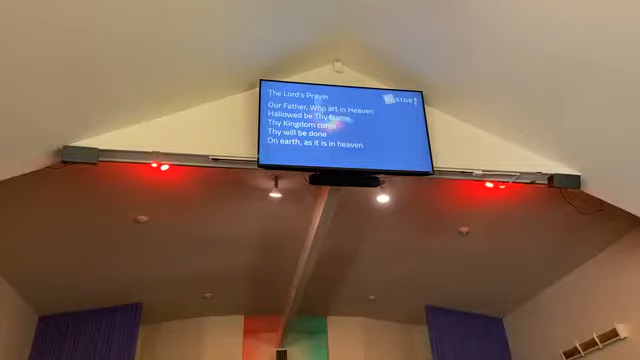 The Lord's Prayer
Our Father, Who art in Heaven
Hallowed be Thy Name
Thy Kingdom come
Thy will be done
On earth, as it is in heaven